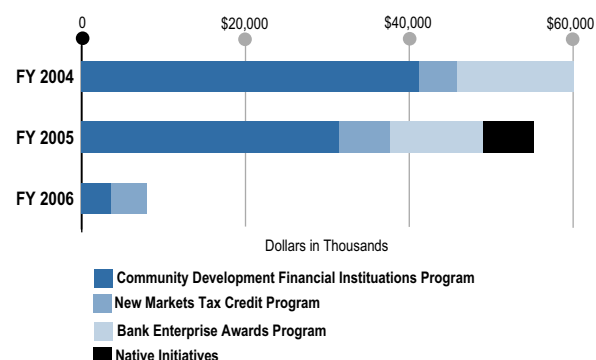 0 $20,000 $40,000 $60,000
FY 2004
FY 2005
FY 2006
Dollars in Thousands
Community Development Financial Instituations Program
New Markets Tax Credit Program
Bank Enterprise Awards Program
Native Initiatives